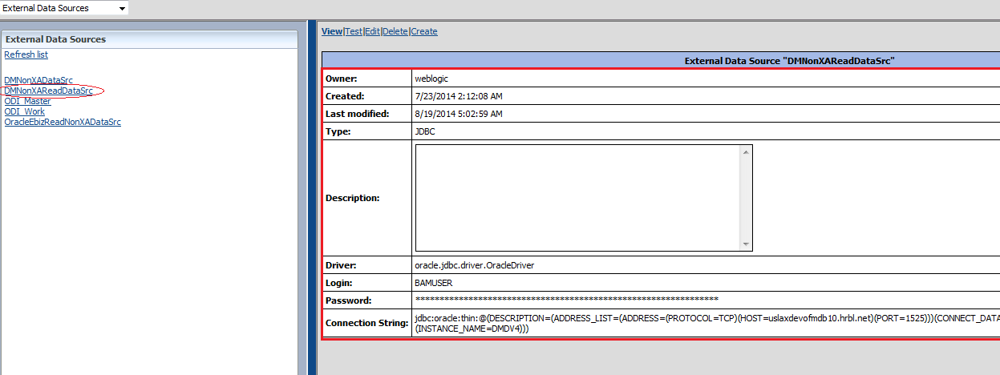 External Data Sources
External Data Sources
Refresh list
DMNonXADataSrc
DMNonXAReadDataSrc
ODI_Master
ODI_Work
OracleEbizReadNonXADataSrc
View|Test|Edit|Delete|Create
External Data Source "DMNonXAReadDataSrc"
Owner: weblogic
Created: 7/23/2014 2:12:08 AM
Last modified: 8/19/2014 5:02:59 AM
Type: JDBC
Description:
Driver: oracle.jdbc.driver.OracleDriver
Login: BAMUSER
Password: ***************************************************************
Connection String: jdbc:oracle:thin:@(DESCRIPTION=(ADDRESS_LIST=(ADDRESS=(PROTOCOL=TCP)(HOST=uslaxdevofmdb10.hrbl.net)(PORT=1525)))(CONNECT_DATA
(INSTANCE_NAME=DMDV4)))